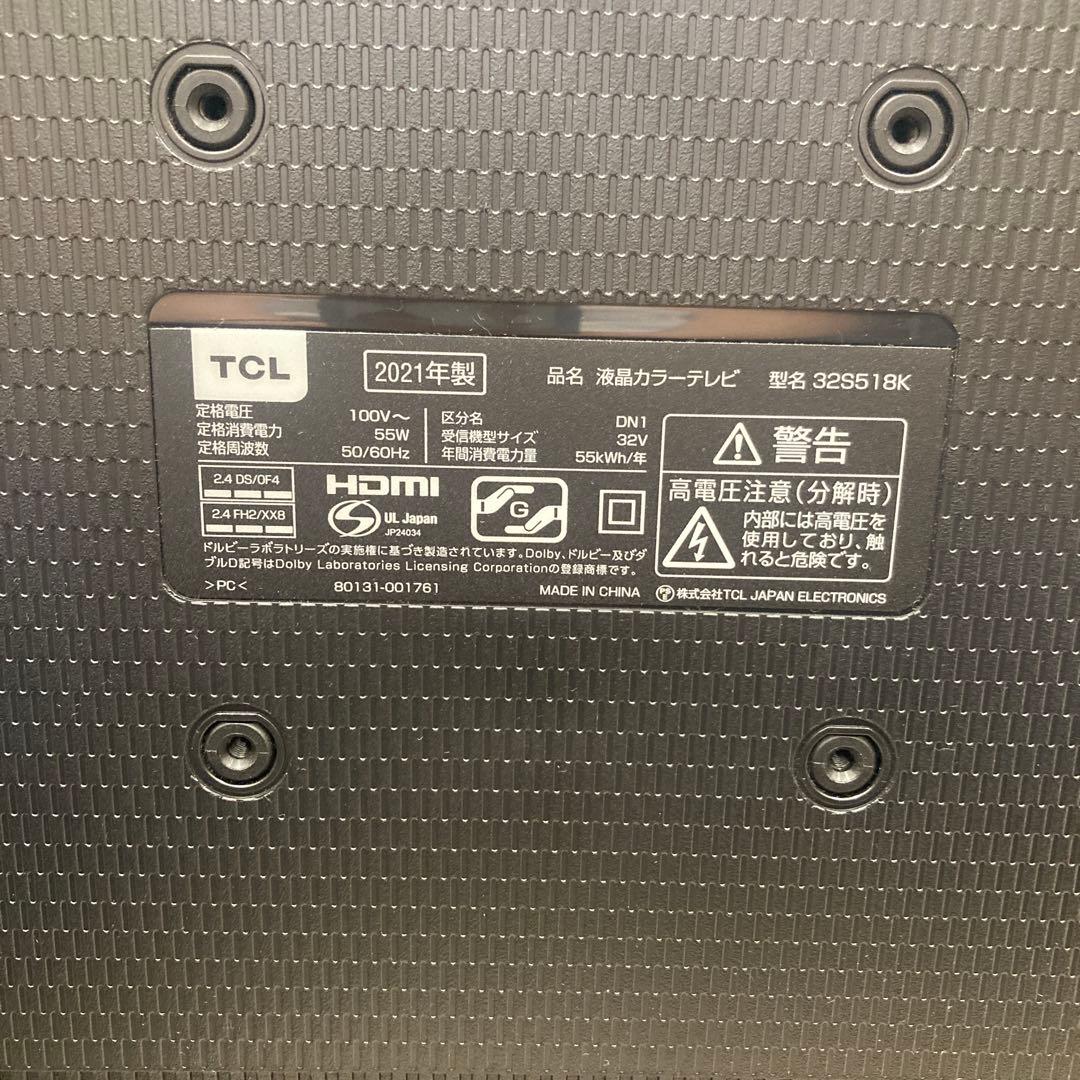 TCL
2021年製
品名 液晶カラーテレビ 型名 32S518K
定格電圧 100V～
定格消費電力 55W
定格周波数 50/60Hz
区分名 DN1
受信機型サイズ 32V
年間消費電力量 55kWh/年
2.4 DS/0F4
2.4 FH2/XX8
HDMI
S
UL Japan
JP24034
G
ドルビーラボラトリーズの実施権に基づき製造されています。Dolby、ドルビー及びダ
ブルD記号はDolby Laboratories Licensing Corporationの登録商標です。
>PC<
80131-001761
MADE IN CHINA
株式会社TCL JAPAN ELECTRONICS
警告
高電圧注意(分解時)
内部には高電圧を
使用しており、触
れると危険です。